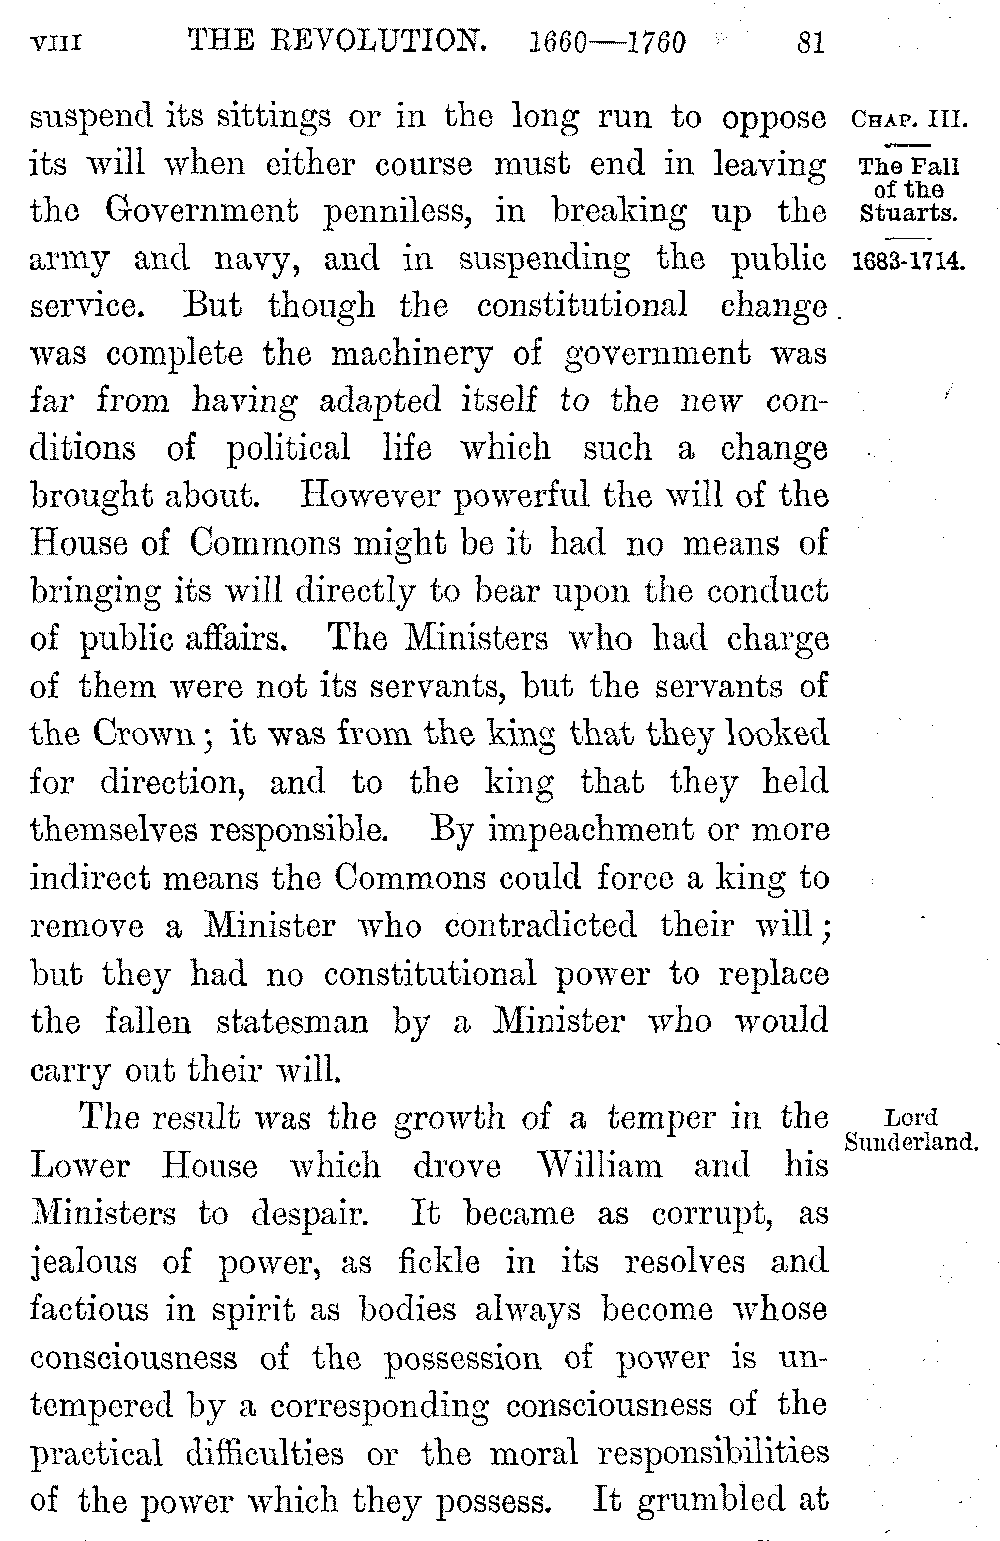 VIII THE REVOLUTION. 1660—1760 81
suspend its sittings or in the long run to oppose
its will when either course must end in leaving
the Government penniless, in breaking up the
army and navy, and in suspending the public
service. But though the constitutional change
was complete the machinery of government was
far from having adapted itself to the new con-
ditions of political life which such a change
brought about. However powerful the will of the
House of Commons might be it had no means of
bringing its will directly to bear upon the conduct
of public affairs. The Ministers who had charge
of them were not its servants, but the servants of
the Crown; it was from the king that they looked
for direction, and to the king that they held
themselves responsible. By impeachment or more
indirect means the Commons could force a king to
remove a Minister who contradicted their will;
but they had no constitutional power to replace
the fallen statesman by a Minister who would
carry out their will.
The result was the growth of a temper in the
Lower House which drove William and his
Ministers to despair. It became as corrupt, as
jealous of power, as fickle in its resolves and
factious in spirit as bodies always become whose
consciousness of the possession of power is un-
tempered by a corresponding consciousness of the
practical difficulties or the moral responsibilities
of the power which they possess. It grumbled at
CHAP. III.
The Fall
of the
Stuarts.
1683-1714.
Lord
Sunderland.